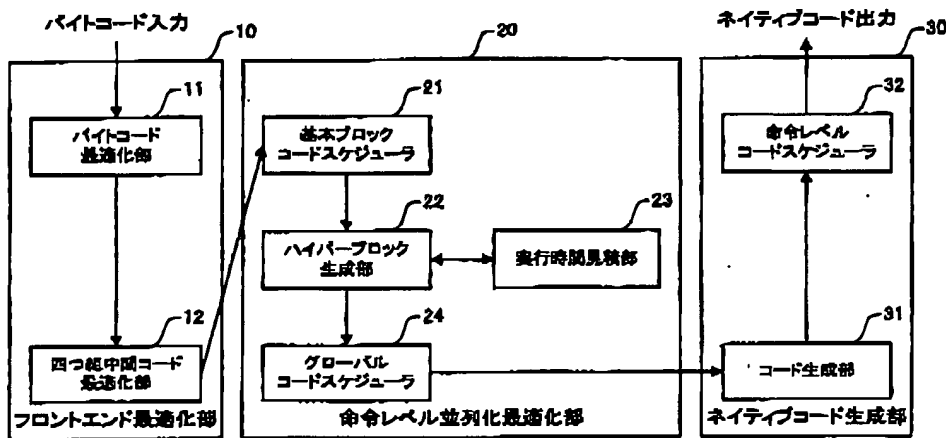 バイトコード入力
10
11
バイトコード
最適化部
12
四つ組中間コード
最適化部
フロントエンド最適化部
20
21
基本ブロック
コードスケジューラ
22
ハイパーブロック
生成部
23
実行時間見積部
24
グローバル
コードスケジューラ
命令レベル並列化最適化部
ネイティブコード出力
30
32
命令レベル
コードスケジューラ
31
コード生成部
ネイティブコード生成部